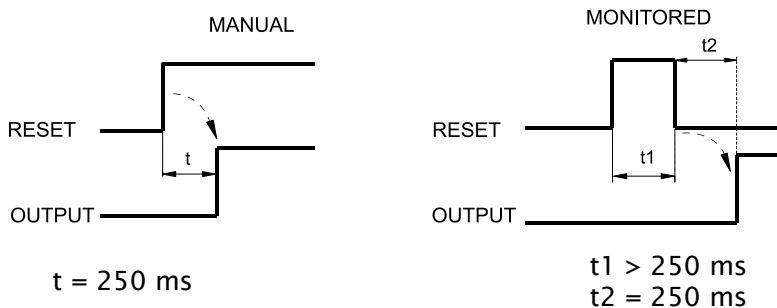 MANUAL
RESET
t
OUTPUT
t = 250 ms
MONITORED
t2
RESET
t1
OUTPUT
t1 > 250 ms
t2 = 250 ms